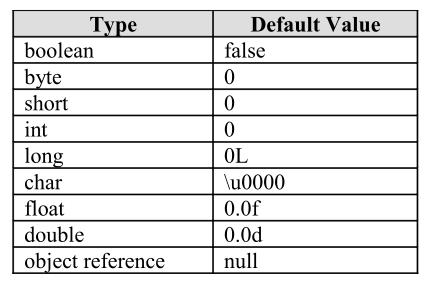 Type Default Value
boolean false
byte 0
short 0
int 0
long 0L
char \u0000
float 0.0f
double 0.0d
object reference null